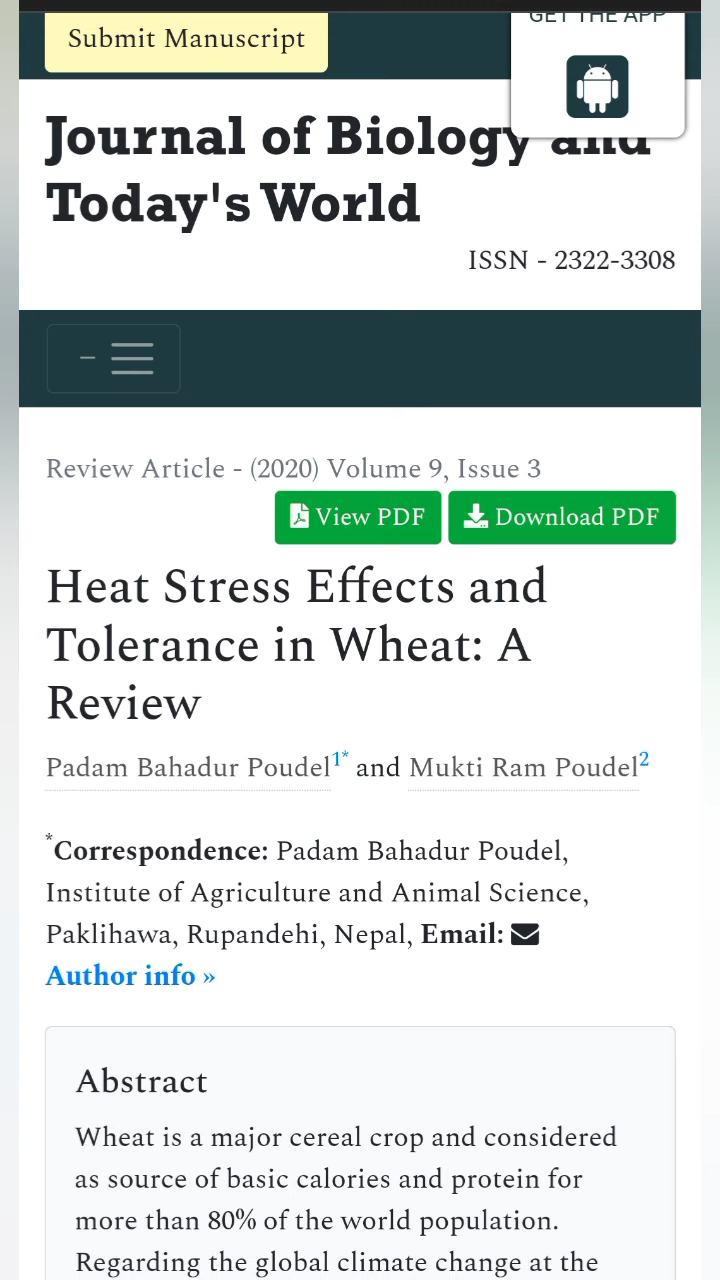 Submit Manuscript
GET THE APP
Journal of Biology and
Today's World
ISSN - 2322-3308
Review Article - (2020) Volume 9, Issue 3
View PDF
Download PDF
Heat Stress Effects and
Tolerance in Wheat: A
Review
Padam Bahadur Poudel1* and Mukti Ram Poudel2
*Correspondence: Padam Bahadur Poudel,
Institute of Agriculture and Animal Science,
Paklihawa, Rupandehi, Nepal, Email:
Author info »
Abstract
Wheat is a major cereal crop and considered
as source of basic calories and protein for
more than 80% of the world population.
Regarding the global climate change at the